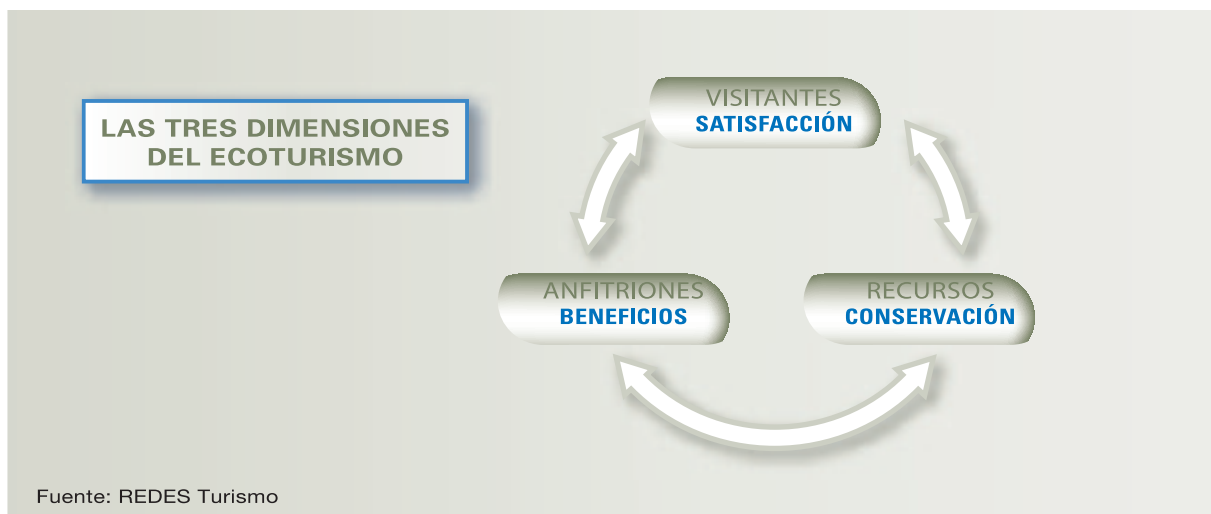 LAS TRES DIMENSIONES
DEL ECOTURISMO
VISITANTES
SATISFACCIÓN
ANFITRIONES
BENEFICIOS
RECURSOS
CONSERVACIÓN
Fuente: REDES Turismo